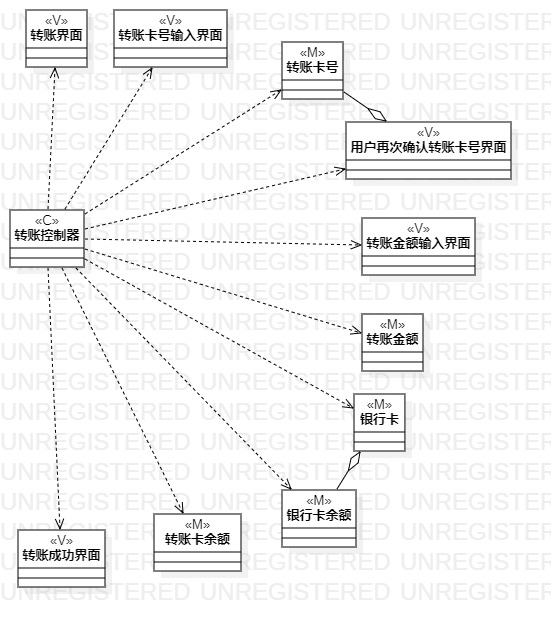 «V»
转账界面
«V»
转账卡号输入界面
«M»
转账卡号
«V»
用户再次确认转账卡号界面
«C»
转账控制器
«V»
转账金额输入界面
«M»
转账金额
«M»
银行卡
«M»
银行卡余额
«M»
转账卡余额
«V»
转账成功界面
UNREGISTERED